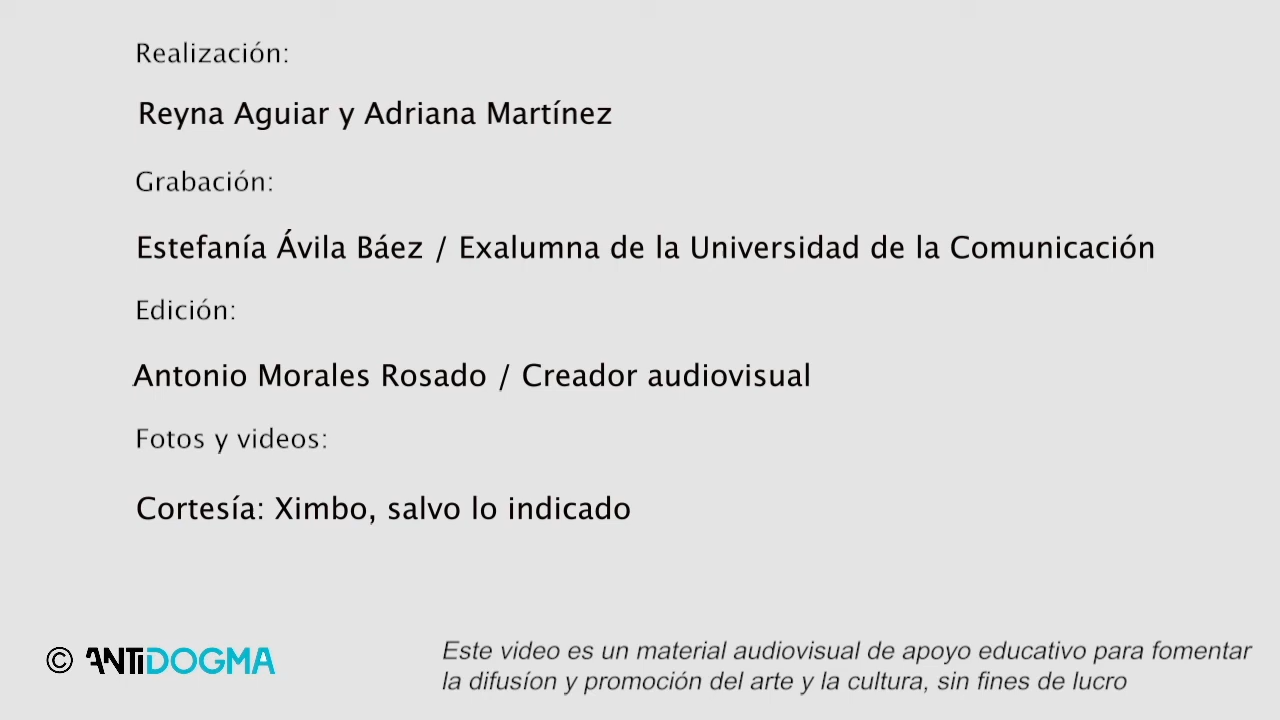 Realización:
Reyna Aguiar y Adriana Martínez
Grabación:
Estefanía Ávila Báez / Exalumna de la Universidad de la Comunicación
Edición:
Antonio Morales Rosado / Creador audiovisual
Fotos y videos:
Cortesía: Ximbo, salvo lo indicado
© ANTIDOGMA
Este video es un material audiovisual de apoyo educativo para fomentar
la difusíon y promoción del arte y la cultura, sin fines de lucro